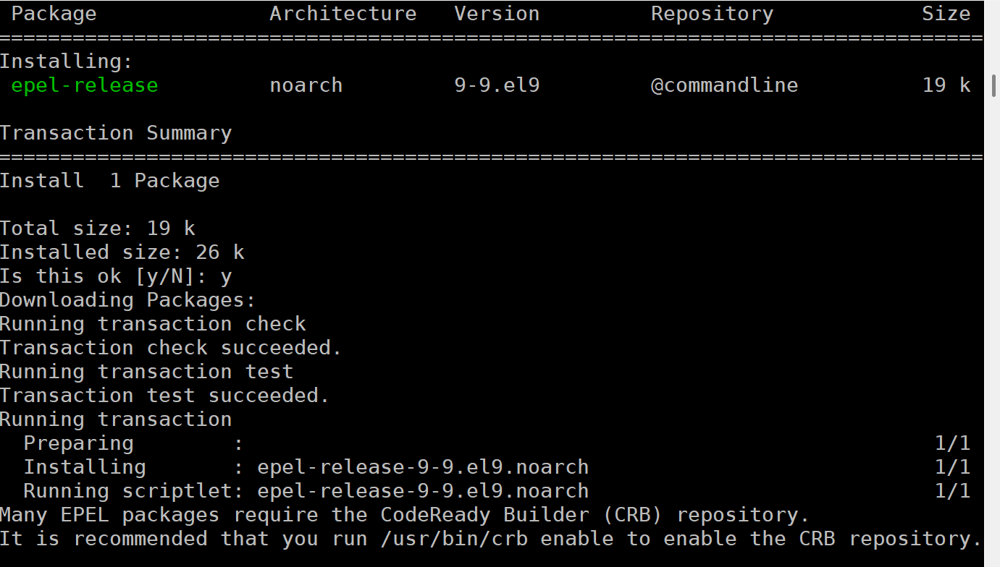 Package Architecture Version Repository Size
================================================================================
Installing:
epel-release noarch 9-9.el9 @commandline 19 k
Transaction Summary
================================================================================
Install 1 Package
Total size: 19 k
Installed size: 26 k
Is this ok [y/N]: y
Downloading Packages:
Running transaction check
Transaction check succeeded.
Running transaction test
Transaction test succeeded.
Running transaction
Preparing : 1/1
Installing : epel-release-9-9.el9.noarch 1/1
Running scriptlet: epel-release-9-9.el9.noarch 1/1
Many EPEL packages require the CodeReady Builder (CRB) repository.
It is recommended that you run /usr/bin/crb enable to enable the CRB repository.